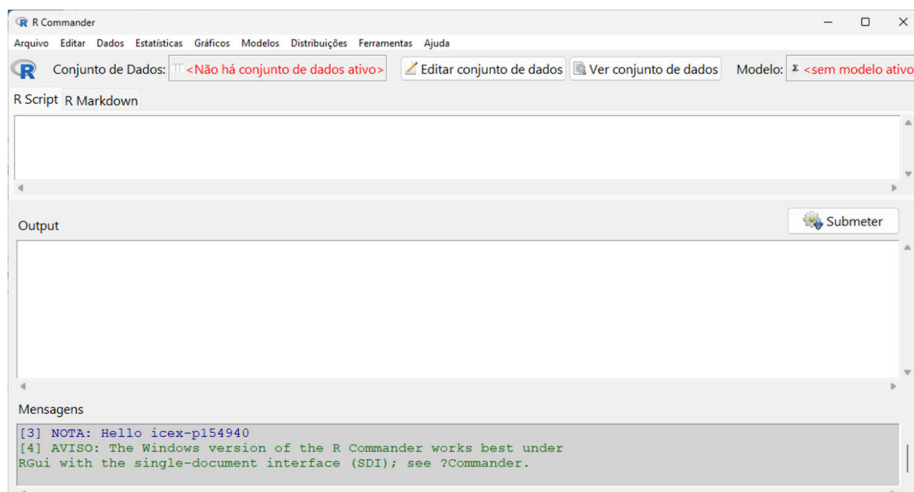 R Commander
Arquivo Editar Dados Estatísticas Gráficos Modelos Distribuições Ferramentas Ajuda
R Conjunto de Dados: <Não há conjunto de dados ativo> Editar conjunto de dados Ver conjunto de dados Modelo: Σ <sem modelo ativo
R Script R Markdown
Output Submeter
Mensagens
[3] NOTA: Hello icex-p154940
[4] AVISO: The Windows version of the R Commander works best under
RGui with the single-document interface (SDI); see ?Commander.